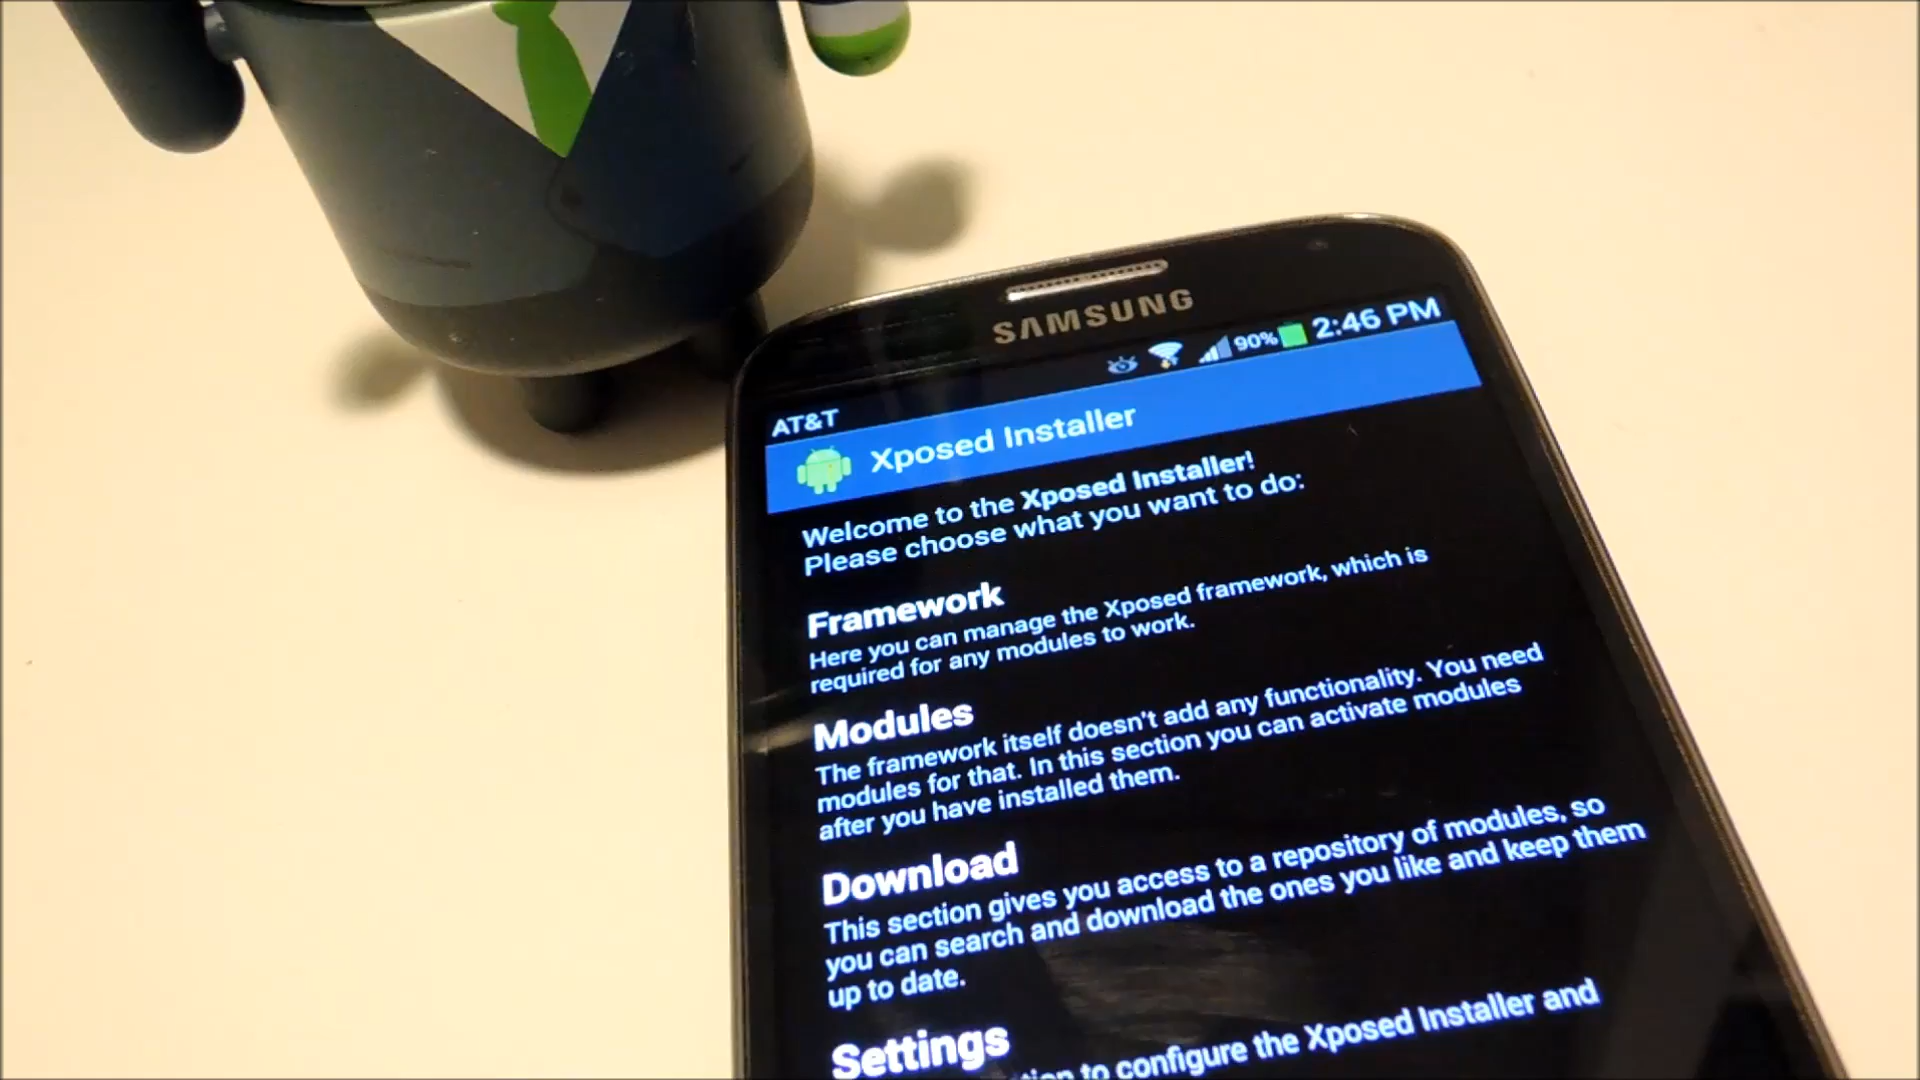 SAMSUNG
90% 2:46 PM
AT&T
Xposed Installer
Welcome to the Xposed Installer!
Please choose what you want to do:
Framework
Here you can manage the Xposed framework, which is
required for any modules to work.
Modules
The framework itself doesn't add any functionality. You need
modules for that. In this section you can activate modules
after you have installed them.
Download
This section gives you access to a repository of modules, so
you can search and download the ones you like and keep them
up to date.
Settings
to configure the Xposed Installer and